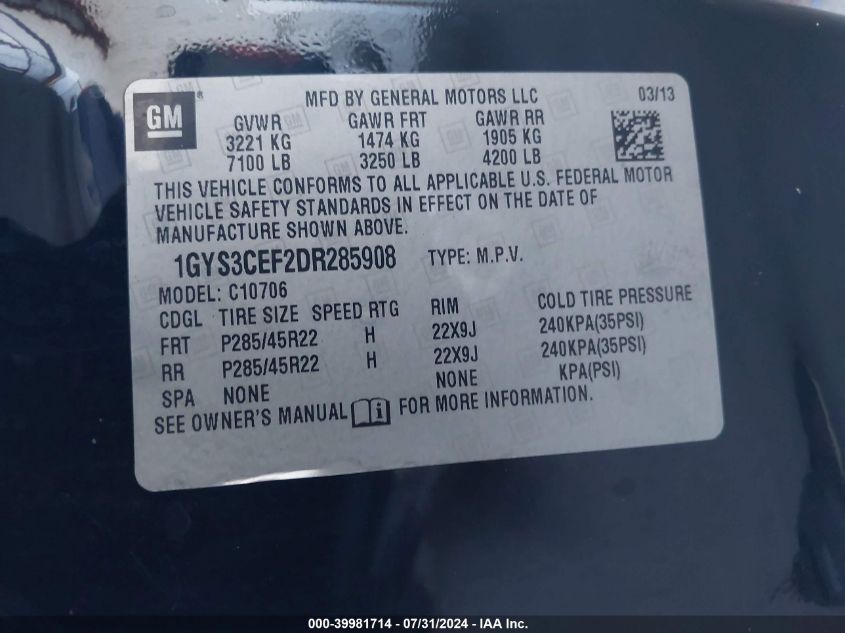 GM® MFD BY GENERAL MOTORS LLC 03/13
GVWR GAWR FRT GAWR RR
3221 KG 1474 KG 1905 KG
7100 LB 3250 LB 4200 LB
THIS VEHICLE CONFORMS TO ALL APPLICABLE U.S. FEDERAL MOTOR
VEHICLE SAFETY STANDARDS IN EFFECT ON THE DATE OF
MANUFACTURE SHOWN ABOVE.
1GYS3CEF2DR285908 TYPE: M.P.V.
MODEL: C10706
CDGL TIRE SIZE SPEED RTG RIM COLD TIRE PRESSURE
FRT P285/45R22 H 22X9J 240KPA(35PSI)
RR P285/45R22 H 22X9J 240KPA(35PSI)
SPA NONE NONE KPA(PSI)
SEE OWNER'S MANUAL i FOR MORE INFORMATION.
000-39981714 - 07/31/2024 - IAA Inc.